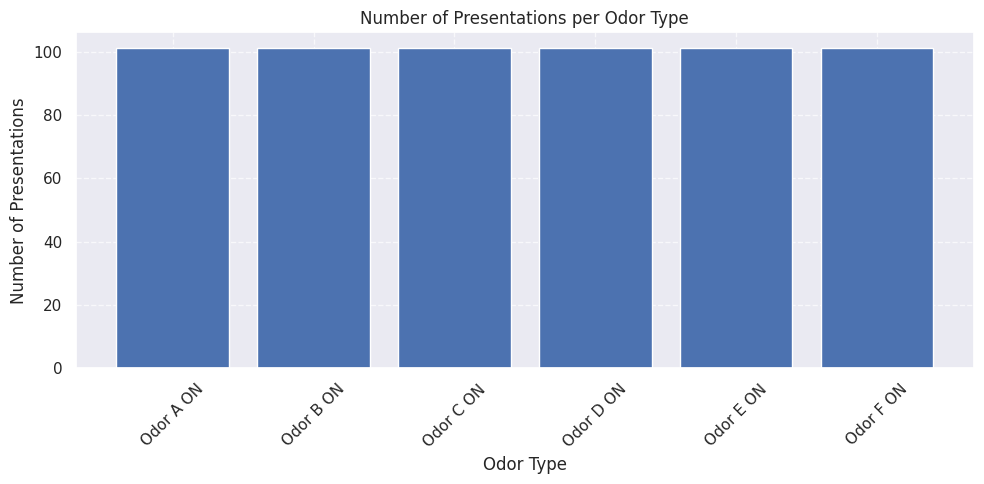 Number of Presentations per Odor Type
Number of Presentations
100
80
60
40
20
0
Odor A ON
Odor B ON
Odor C ON
Odor D ON
Odor E ON
Odor F ON
Odor Type